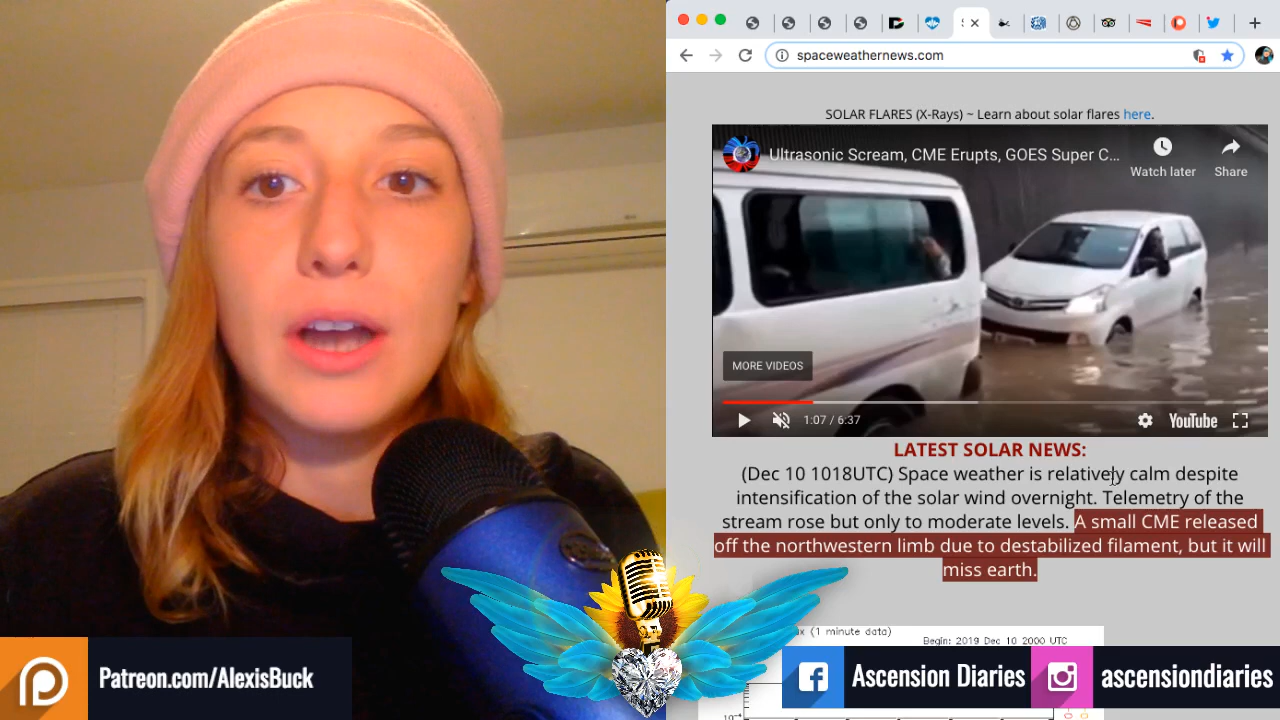 spaceweathernews.com
SOLAR FLARES (X-Rays) ~ Learn about solar flares here.
Ultrasonic Scream, CME Erupts, GOES Super C...
Watch later
Share
MORE VIDEOS
1:07 / 6:37
YouTube
LATEST SOLAR NEWS:
(Dec 10 1018UTC) Space weather is relatively calm despite
intensification of the solar wind overnight. Telemetry of the
stream rose but only to moderate levels. A small CME released
off the northwestern limb due to destabilized filament, but it will
miss earth.
(1 minute data)
Begin: 2019 Dec 10 2000 UTC
Patreon.com/AlexisBuck
Ascension Diaries
ascensiondiaries